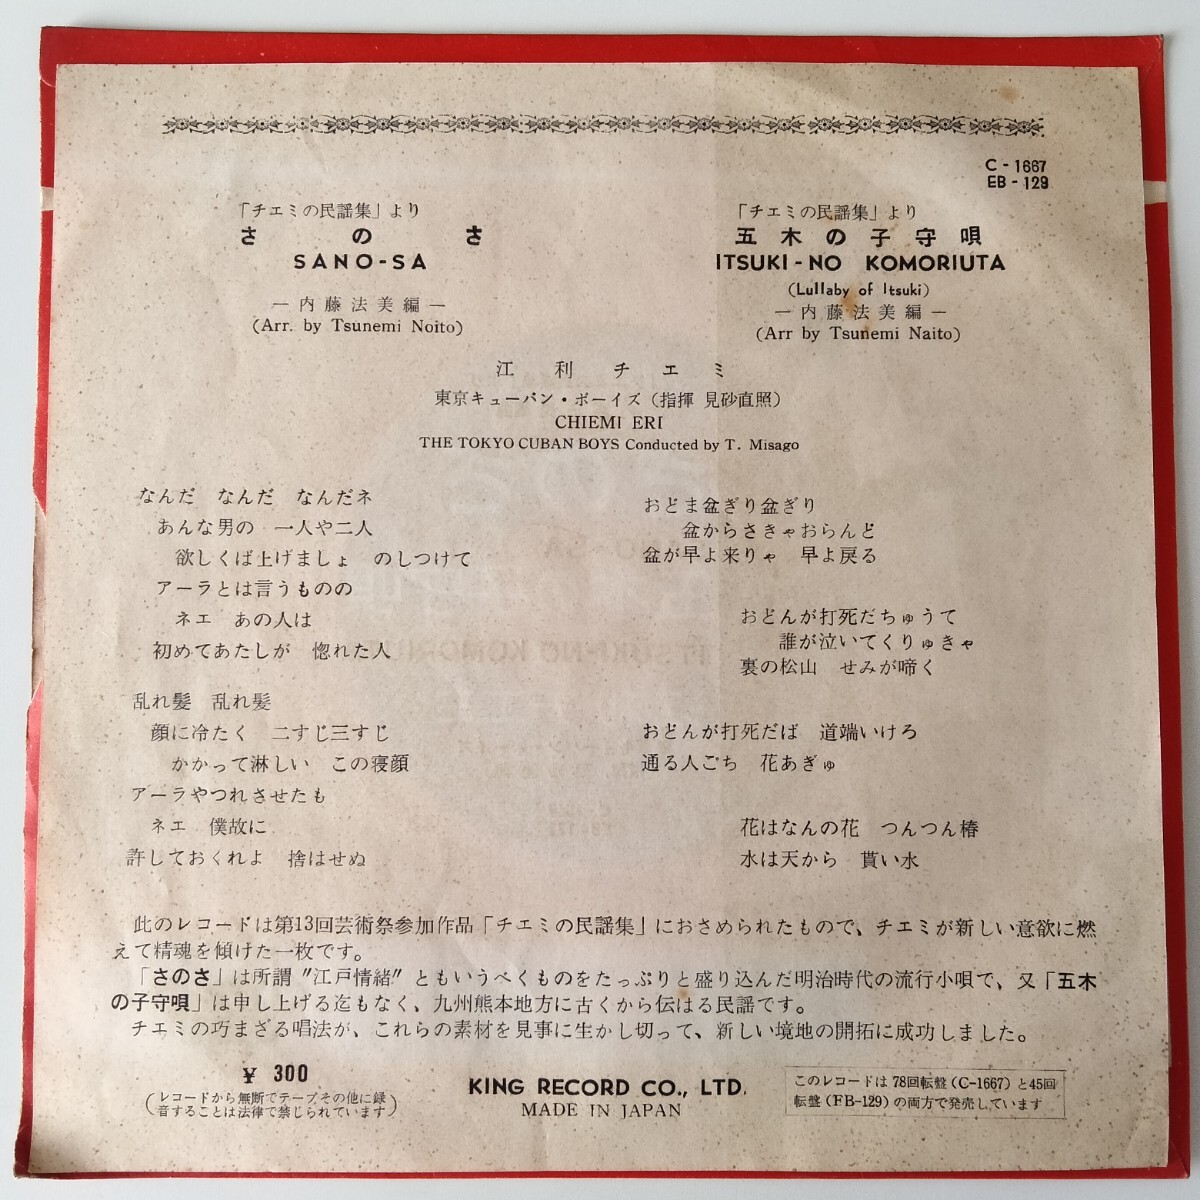 C-1667
EB-129
「チエミの民謡集」より
さのさ
SANO-SA
―内藤法美編―
(Arr. by Tsunemi Noito)
「チエミの民謡集」より
五木の子守唄
ITSUKI-NO KOMORIUTA
(Lullaby of Itsuki)
―内藤法美編―
(Arr by Tsunemi Naito)
江利チエミ
東京キューバン・ボーイズ（指揮 見砂直照）
CHIEMI ERI
THE TOKYO CUBAN BOYS Conducted by T. Misago
なんだ なんだ なんだネ
あんな男の 一人や二人
欲しくば上げましょ のしつけて
アーラとは言うものの
ネエ あの人は
初めてあたしが 惚れた人
乱れ髪 乱れ髪
顔に冷たく 二すじ三すじ
かかって淋しい この寝顔
アーラやつれさせたも
ネエ 僕故に
許しておくれよ 捨はせぬ
おどま盆ぎり盆ぎり
盆からさきゃおらんど
盆が早よ来りゃ 早よ戻る
おどんが打死だちゅうて
誰が泣いてくりゅきゃ
裏の松山 せみが啼く
おどんが打死だば 道端いけろ
通る人ごち 花あぎゅ
花はなんの花 つんつん椿
水は天から 貰い水
此のレコードは第13回芸術祭参加作品「チエミの民謡集」におさめられたもので、チエミが新しい意欲に燃
えて精魂を傾けた一枚です。
「さのさ」は所謂〝江戸情緒〟ともいうべくものをたっぷりと盛り込んだ明治時代の流行小唄で、又「五木
の子守唄」は申し上げる迄もなく、九州熊本地方に古くから伝はる民謡です。
チエミの巧まざる唱法が、これらの素材を見事に生かし切って、新しい境地の開拓に成功しました。
¥ 300
（レコードから無断でテープその他に録
音することは法律で禁じられています）
KING RECORD CO., LTD.
MADE IN JAPAN
このレコードは78回転盤(C-1667)と45回
転盤(FB-129)の両方で発売しています